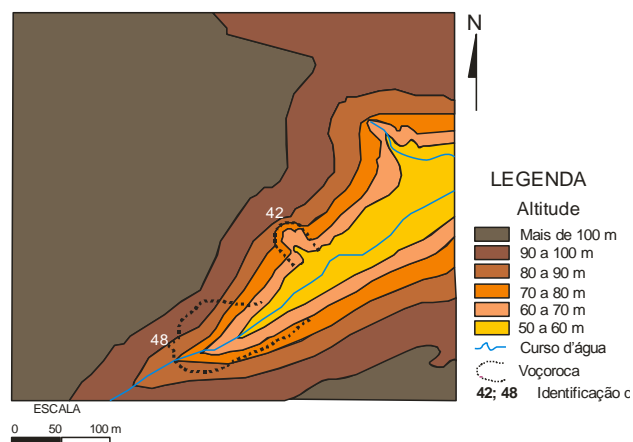 N
42
48
LEGENDA
Altitude
Mais de 100 m
90 a 100 m
80 a 90 m
70 a 80 m
60 a 70 m
50 a 60 m
Curso d'água
Voçoroca
42; 48 Identificação
ESCALA
0 50 100 m